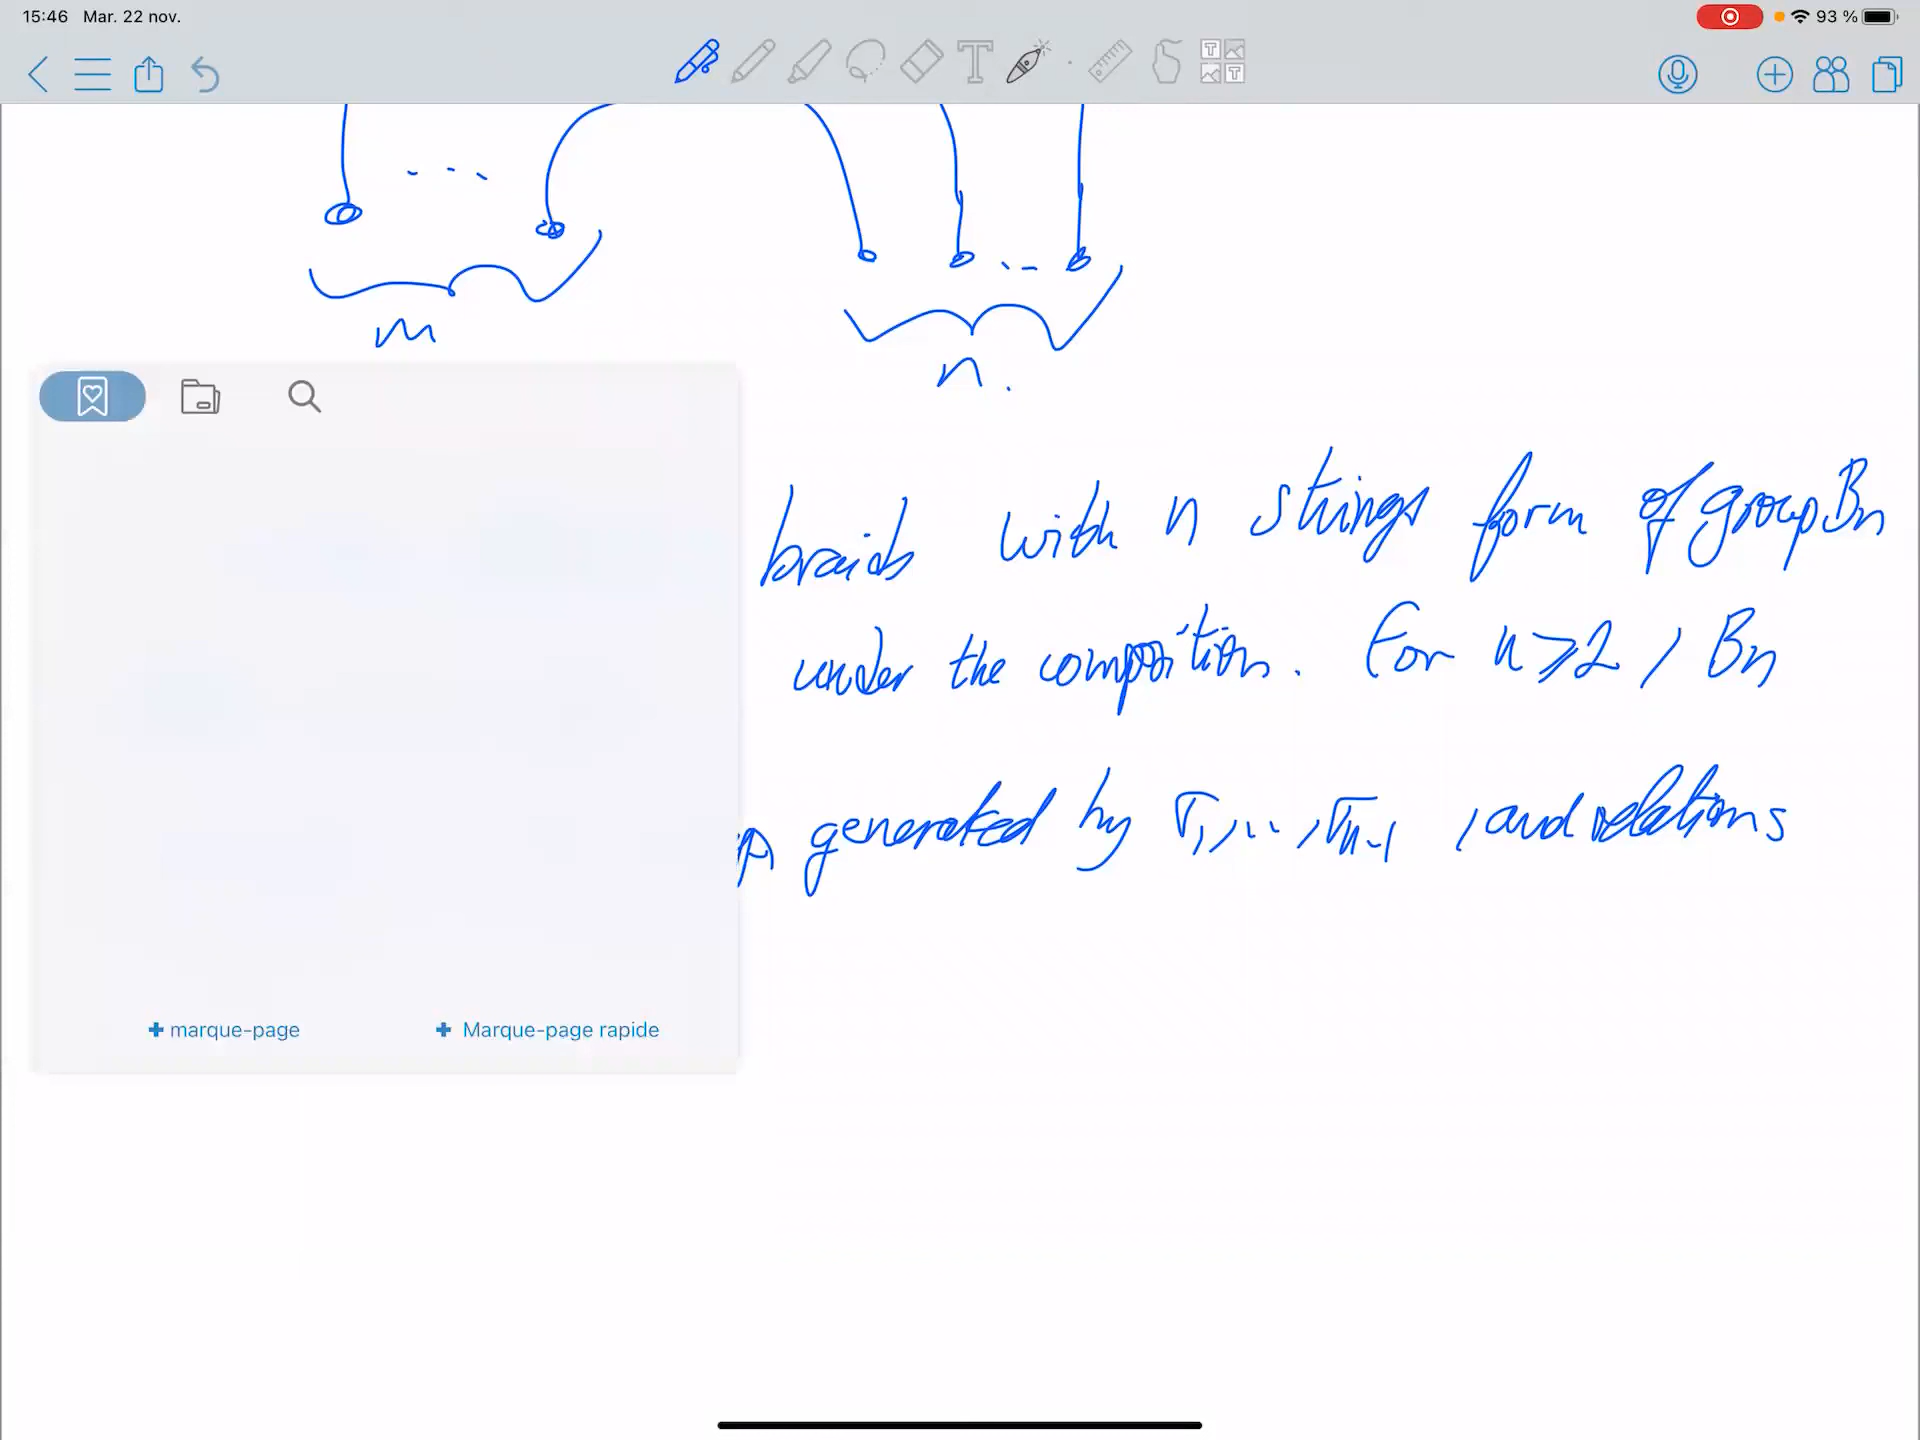 15:46 Mar. 22 nov.
93 %
m
n.
braids with n strings form of group Bn
under the composition. For n ≥ 2, Bn
is generated by σ1, ..., σn-1, and relations
+ marque-page
+ Marque-page rapide